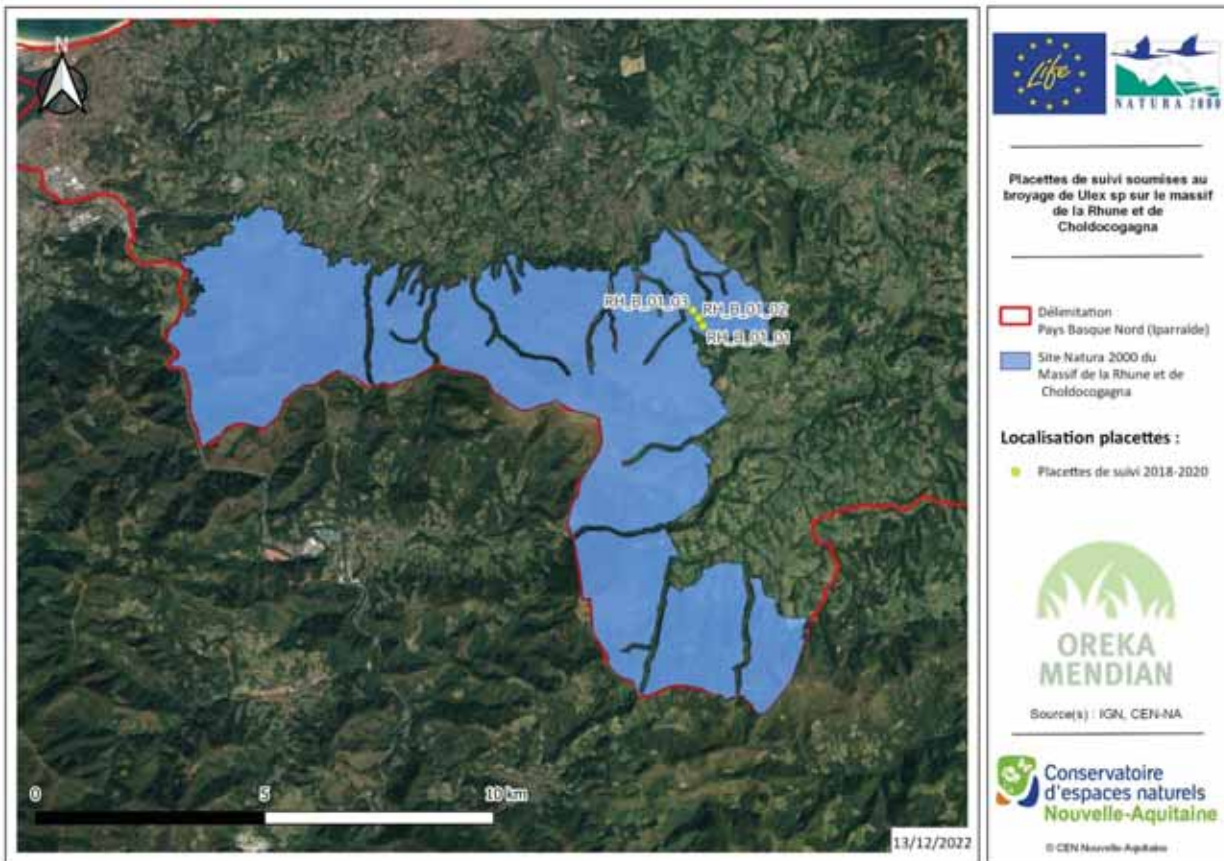 N
RH_B_01_03
RH_B_01_02
RH_B_01_01
0 5 10 km
13/12/2022
Life
NATURA 2000
Placettes de suivi soumises au
broyage de Ulex sp sur le massif
de la Rhune et de
Choldocogagna
Délimitation
Pays Basque Nord (Iparralde)
Site Natura 2000 du
Massif de la Rhune et de
Choldocogagna
Localisation placettes :
Placettes de suivi 2018-2020
OREKA
MENDIAN
Source(s) : IGN, CEN-NA
Conservatoire
d'espaces naturels
Nouvelle-Aquitaine
© CEN Nouvelle-Aquitaine